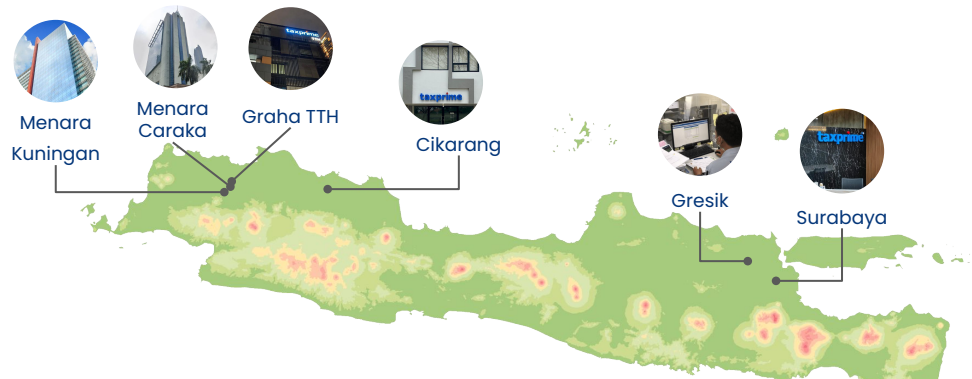 taxprime
taxprime
taxprime
Menara
Kuningan
Menara
Caraka
Graha TTH
Cikarang
Gresik
Surabaya